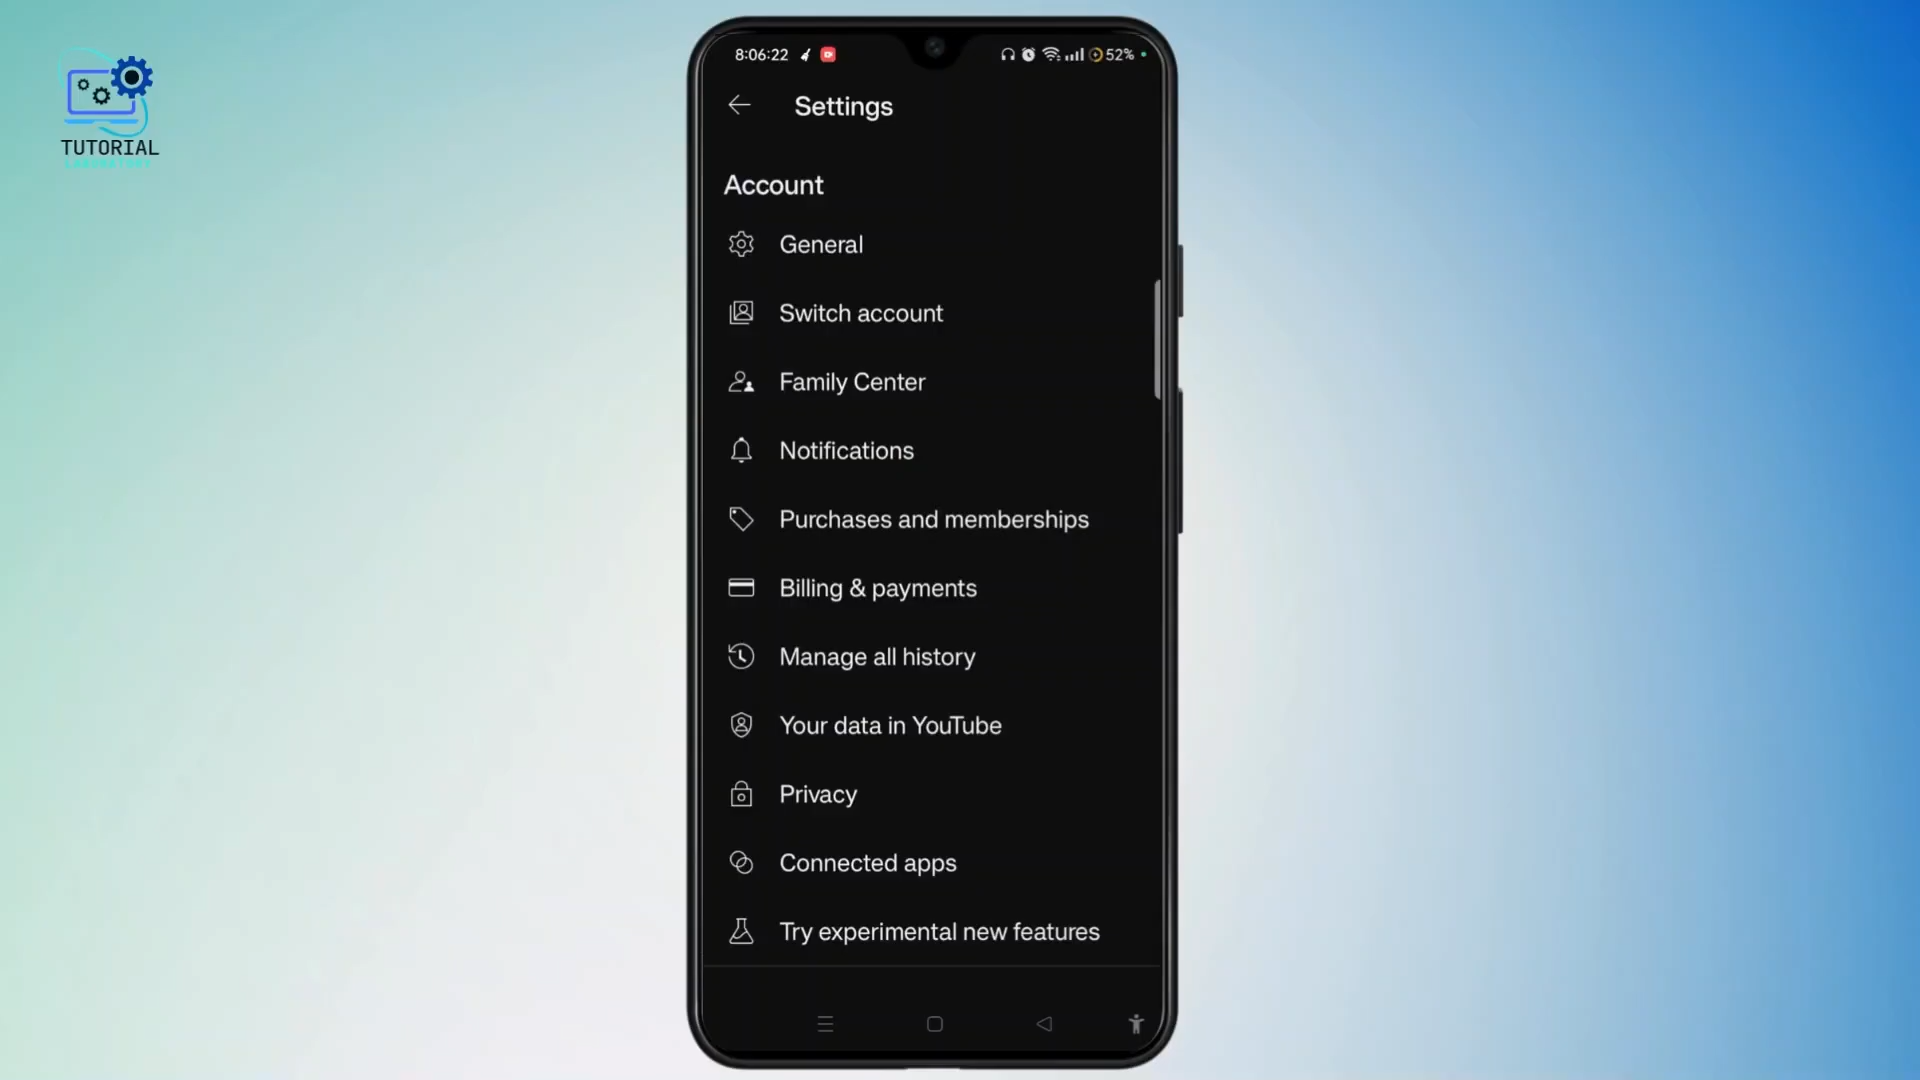 TUTORIAL
LABORATORY
8:06:22
52%
Settings
Account
General
Switch account
Family Center
Notifications
Purchases and memberships
Billing & payments
Manage all history
Your data in YouTube
Privacy
Connected apps
Try experimental new features